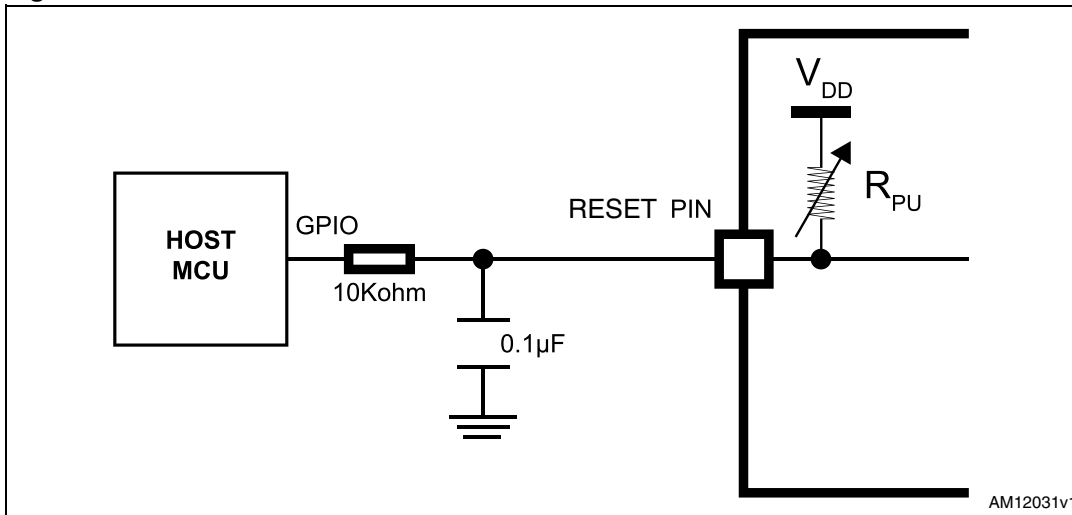 V
DD
R
PU
RESET PIN
GPIO
HOST
MCU
10Kohm
0.1µF
AM12031v1